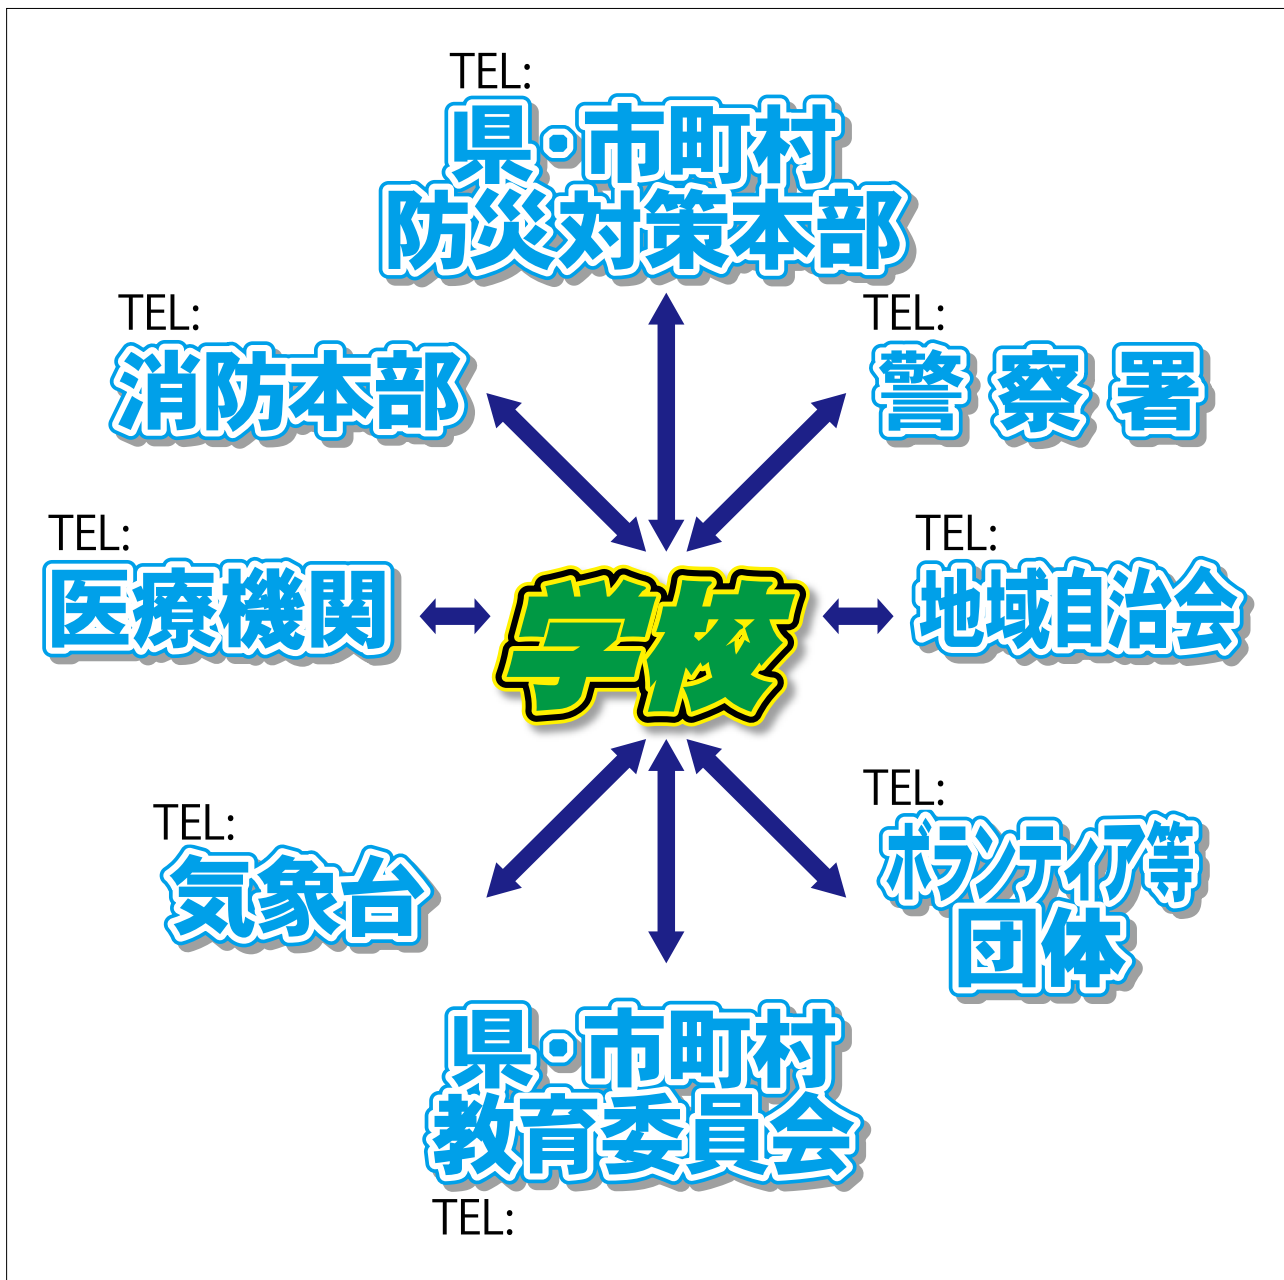 TEL:
県・市町村
防災対策本部
TEL:
消防本部
TEL:
警察署
TEL:
医療機関
学校
TEL:
地域自治会
TEL:
気象台
TEL:
ボランティア等
団体
県・市町村
教育委員会
TEL: